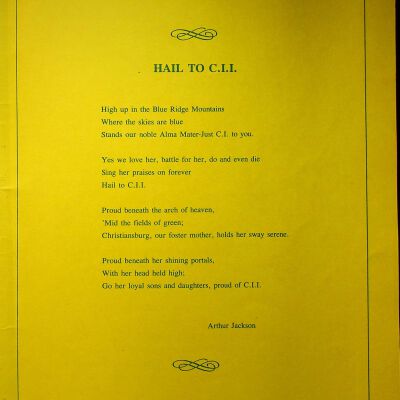 HAIL TO C.I.I.
High up in the Blue Ridge Mountains
Where the skies are blue
Stands our noble Alma Mater-Just C.I. to you.
Yes we love her, battle for her, do and even die
Sing her praises on forever
Hail to C.I.I.
Proud beneath the arch of heaven,
'Mid the fields of green;
Christiansburg, our foster mother, holds her sway serene.
Proud beneath her shining portals,
With her head held high;
Go her loyal sons and daughters, proud of C.I.I.
Arthur Jackson